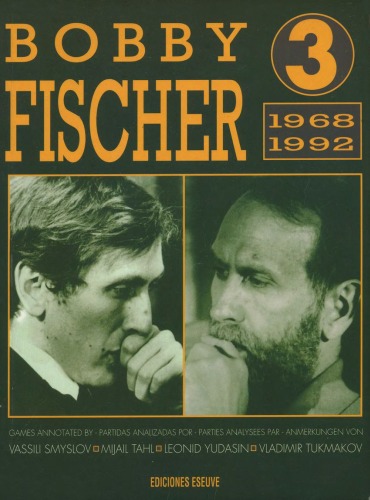 BOBBY
3
FISCHER
1968
1992
GAMES ANNOTATED BY - PARTIDAS ANALIZADAS POR - PARTIES ANALYSEES PAR - ANMERKUNGEN VON
VASSILI SMYSLOV • MIJAIL TAHL • LEONID YUDASIN • VLADIMIR TUKMAKOV
EDICIONES ESEUVE